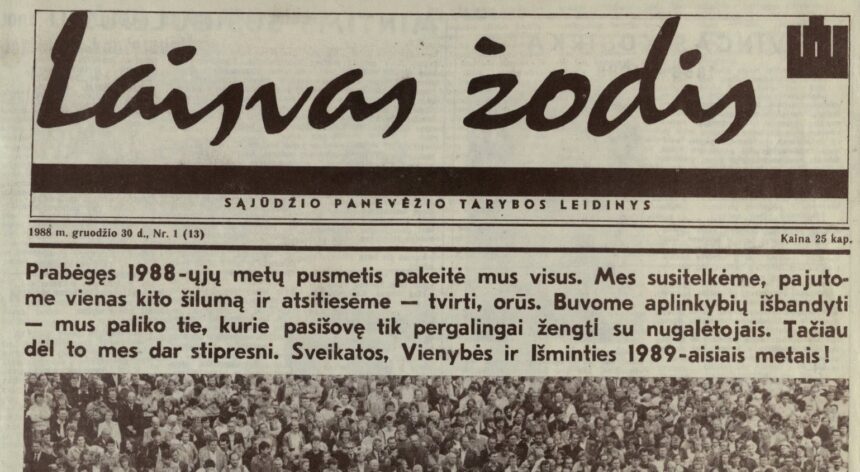 Laisvas žodis
SĄJŪDŽIO PANEVĖŽIO TARYBOS LEIDINYS
1988 m. gruodžio 30 d., Nr. 1 (13)
Kaina 25 kap.
Prabėgęs 1988-ųjų metų pusmetis pakeitė mus visus. Mes susitelkėme, pajuto-
me vienas kito šilumą ir atsitiesėme — tvirti, orūs. Buvome aplinkybių išbandyti
— mus paliko tie, kurie pasišovę tik pergalingai žengti su nugalėtojais. Tačiau
dėl to mes dar stipresni. Sveikatos, Vienybės ir Išminties 1989-aisiais metais!